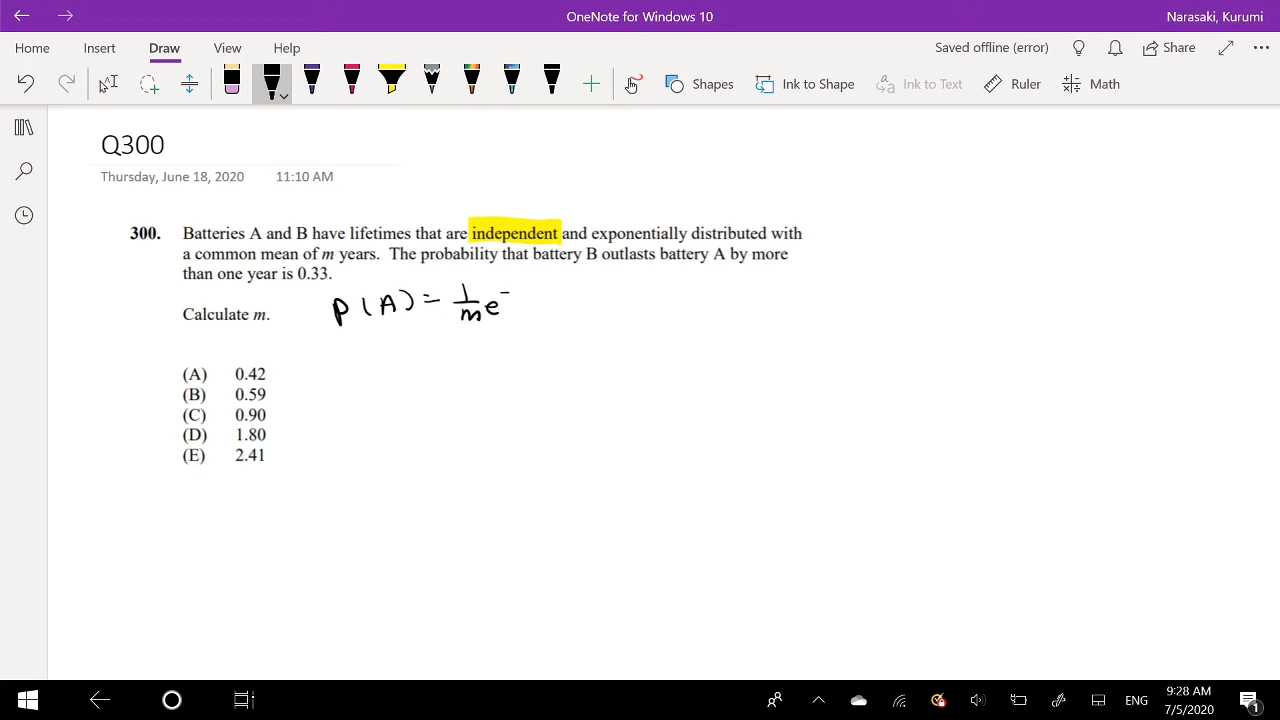 OneNote for Windows 10
Narasaki, Kurumi
Home Insert Draw View Help
Saved offline (error) Share
Shapes Ink to Shape Ink to Text Ruler Math
Q300
Thursday, June 18, 2020 11:10 AM
300. Batteries A and B have lifetimes that are independent and exponentially distributed with
a common mean of m years. The probability that battery B outlasts battery A by more
than one year is 0.33.
P(A) = 1/m e^-
Calculate m.
(A) 0.42
(B) 0.59
(C) 0.90
(D) 1.80
(E) 2.41
ENG
9:28 AM
7/5/2020
1